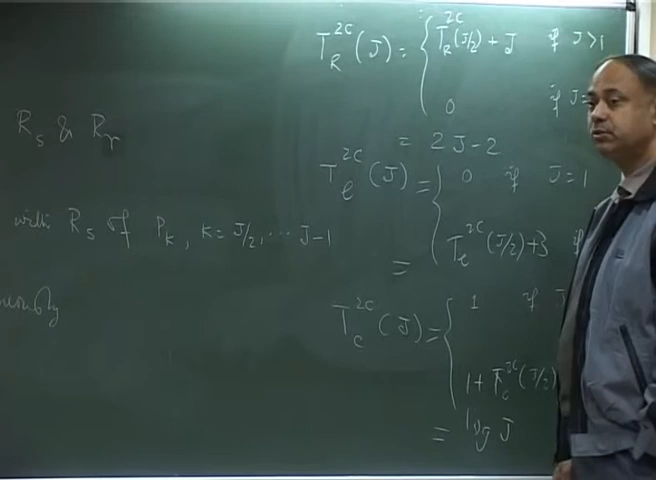 T_R^{2C}(J) = { T_R^{2C}(J/2) + J if J > 1
0 if J =
= 2J - 2
R_s & R_r
T_e^{2C}(J) = { 0 if J = 1
T_e^{2C}(J/2) + 3
=
with R_s of P_k, k = J/2, ... J-1
T_c^{2C}(J) = { 1 if
1 + T_c^{2C}(J/2)
= log J